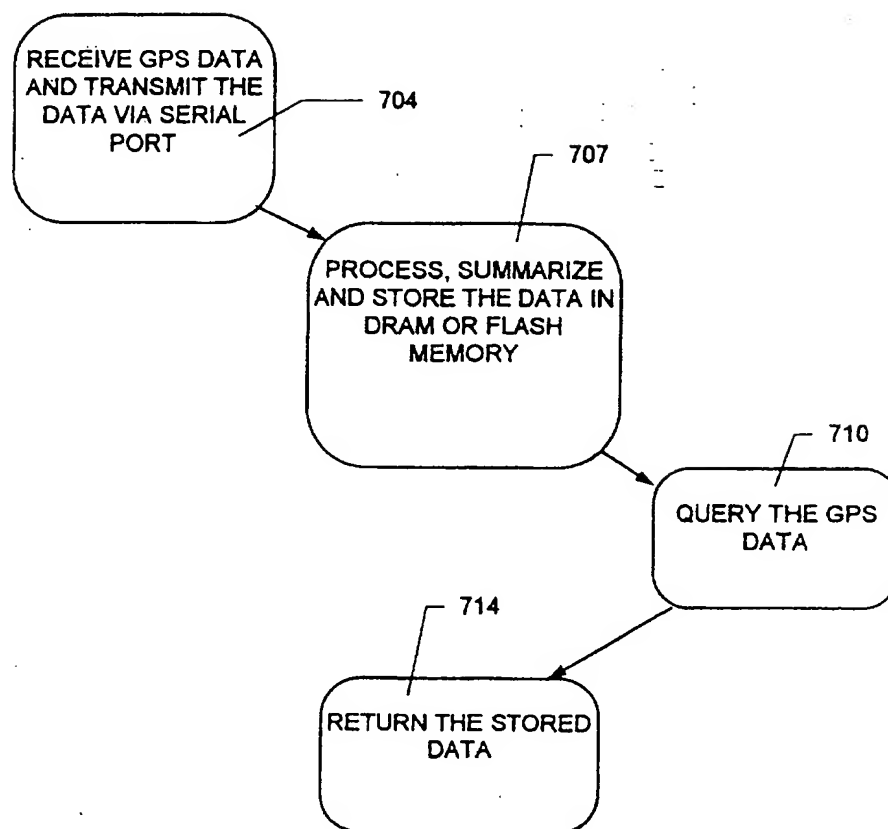 RECEIVE GPS DATA
AND TRANSMIT THE
DATA VIA SERIAL
PORT
704
707
PROCESS, SUMMARIZE
AND STORE THE DATA IN
DRAM OR FLASH
MEMORY
710
QUERY THE GPS
DATA
714
RETURN THE STORED
DATA